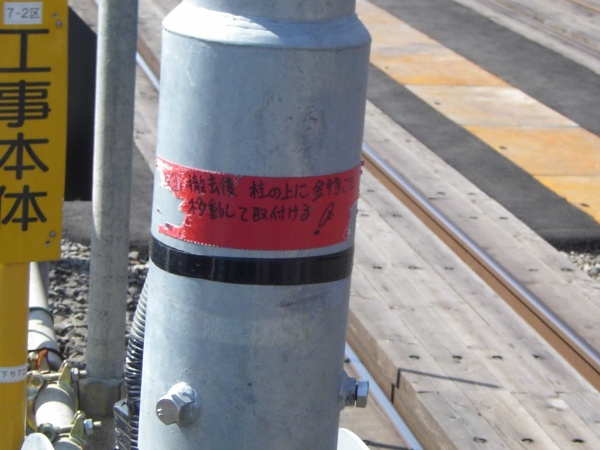 7-2区
工事本体
撤去後 柱の上に金物ごと
移動して取付ける